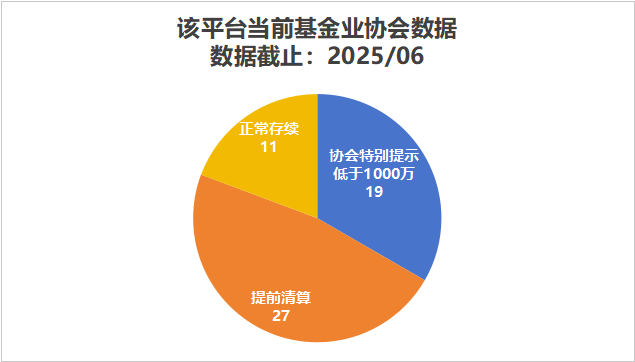 该平台当前基金业协会数据
数据截止：2025/06
正常存续
11
协会特别提示
低于1000万
19
提前清算
27